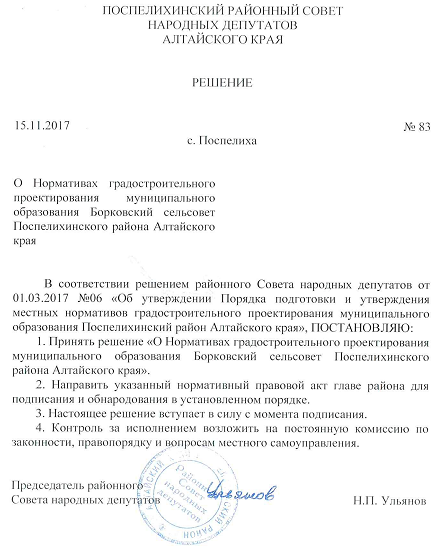 ПОСПЕЛИХИНСКИЙ РАЙОННЫЙ СОВЕТ
НАРОДНЫХ ДЕПУТАТОВ
АЛТАЙСКОГО КРАЯ
РЕШЕНИЕ
15.11.2017 № 83
с. Поспелиха
О Нормативах градостроительного
проектирования муниципального
образования Борковский сельсовет
Поспелихинского района Алтайского
края
В соответствии решением районного Совета народных депутатов от
01.03.2017 №06 «Об утверждении Порядка подготовки и утверждения
местных нормативов градостроительного проектирования муниципального
образования Поспелихинский район Алтайского края», ПОСТАНОВЛЯЮ:
1. Принять решение «О Нормативах градостроительного проектирования
муниципального образования Борковский сельсовет Поспелихинского
района Алтайского края».
2. Направить указанный нормативный правовой акт главе района для
подписания и обнародования в установленном порядке.
3. Настоящее решение вступает в силу с момента подписания.
4. Контроль за исполнением возложить на постоянную комиссию по
законности, правопорядку и вопросам местного самоуправления.
Председатель районного
Совета народных депутатов Н.П. Ульянов
Районный
Совет
народных
депутатов